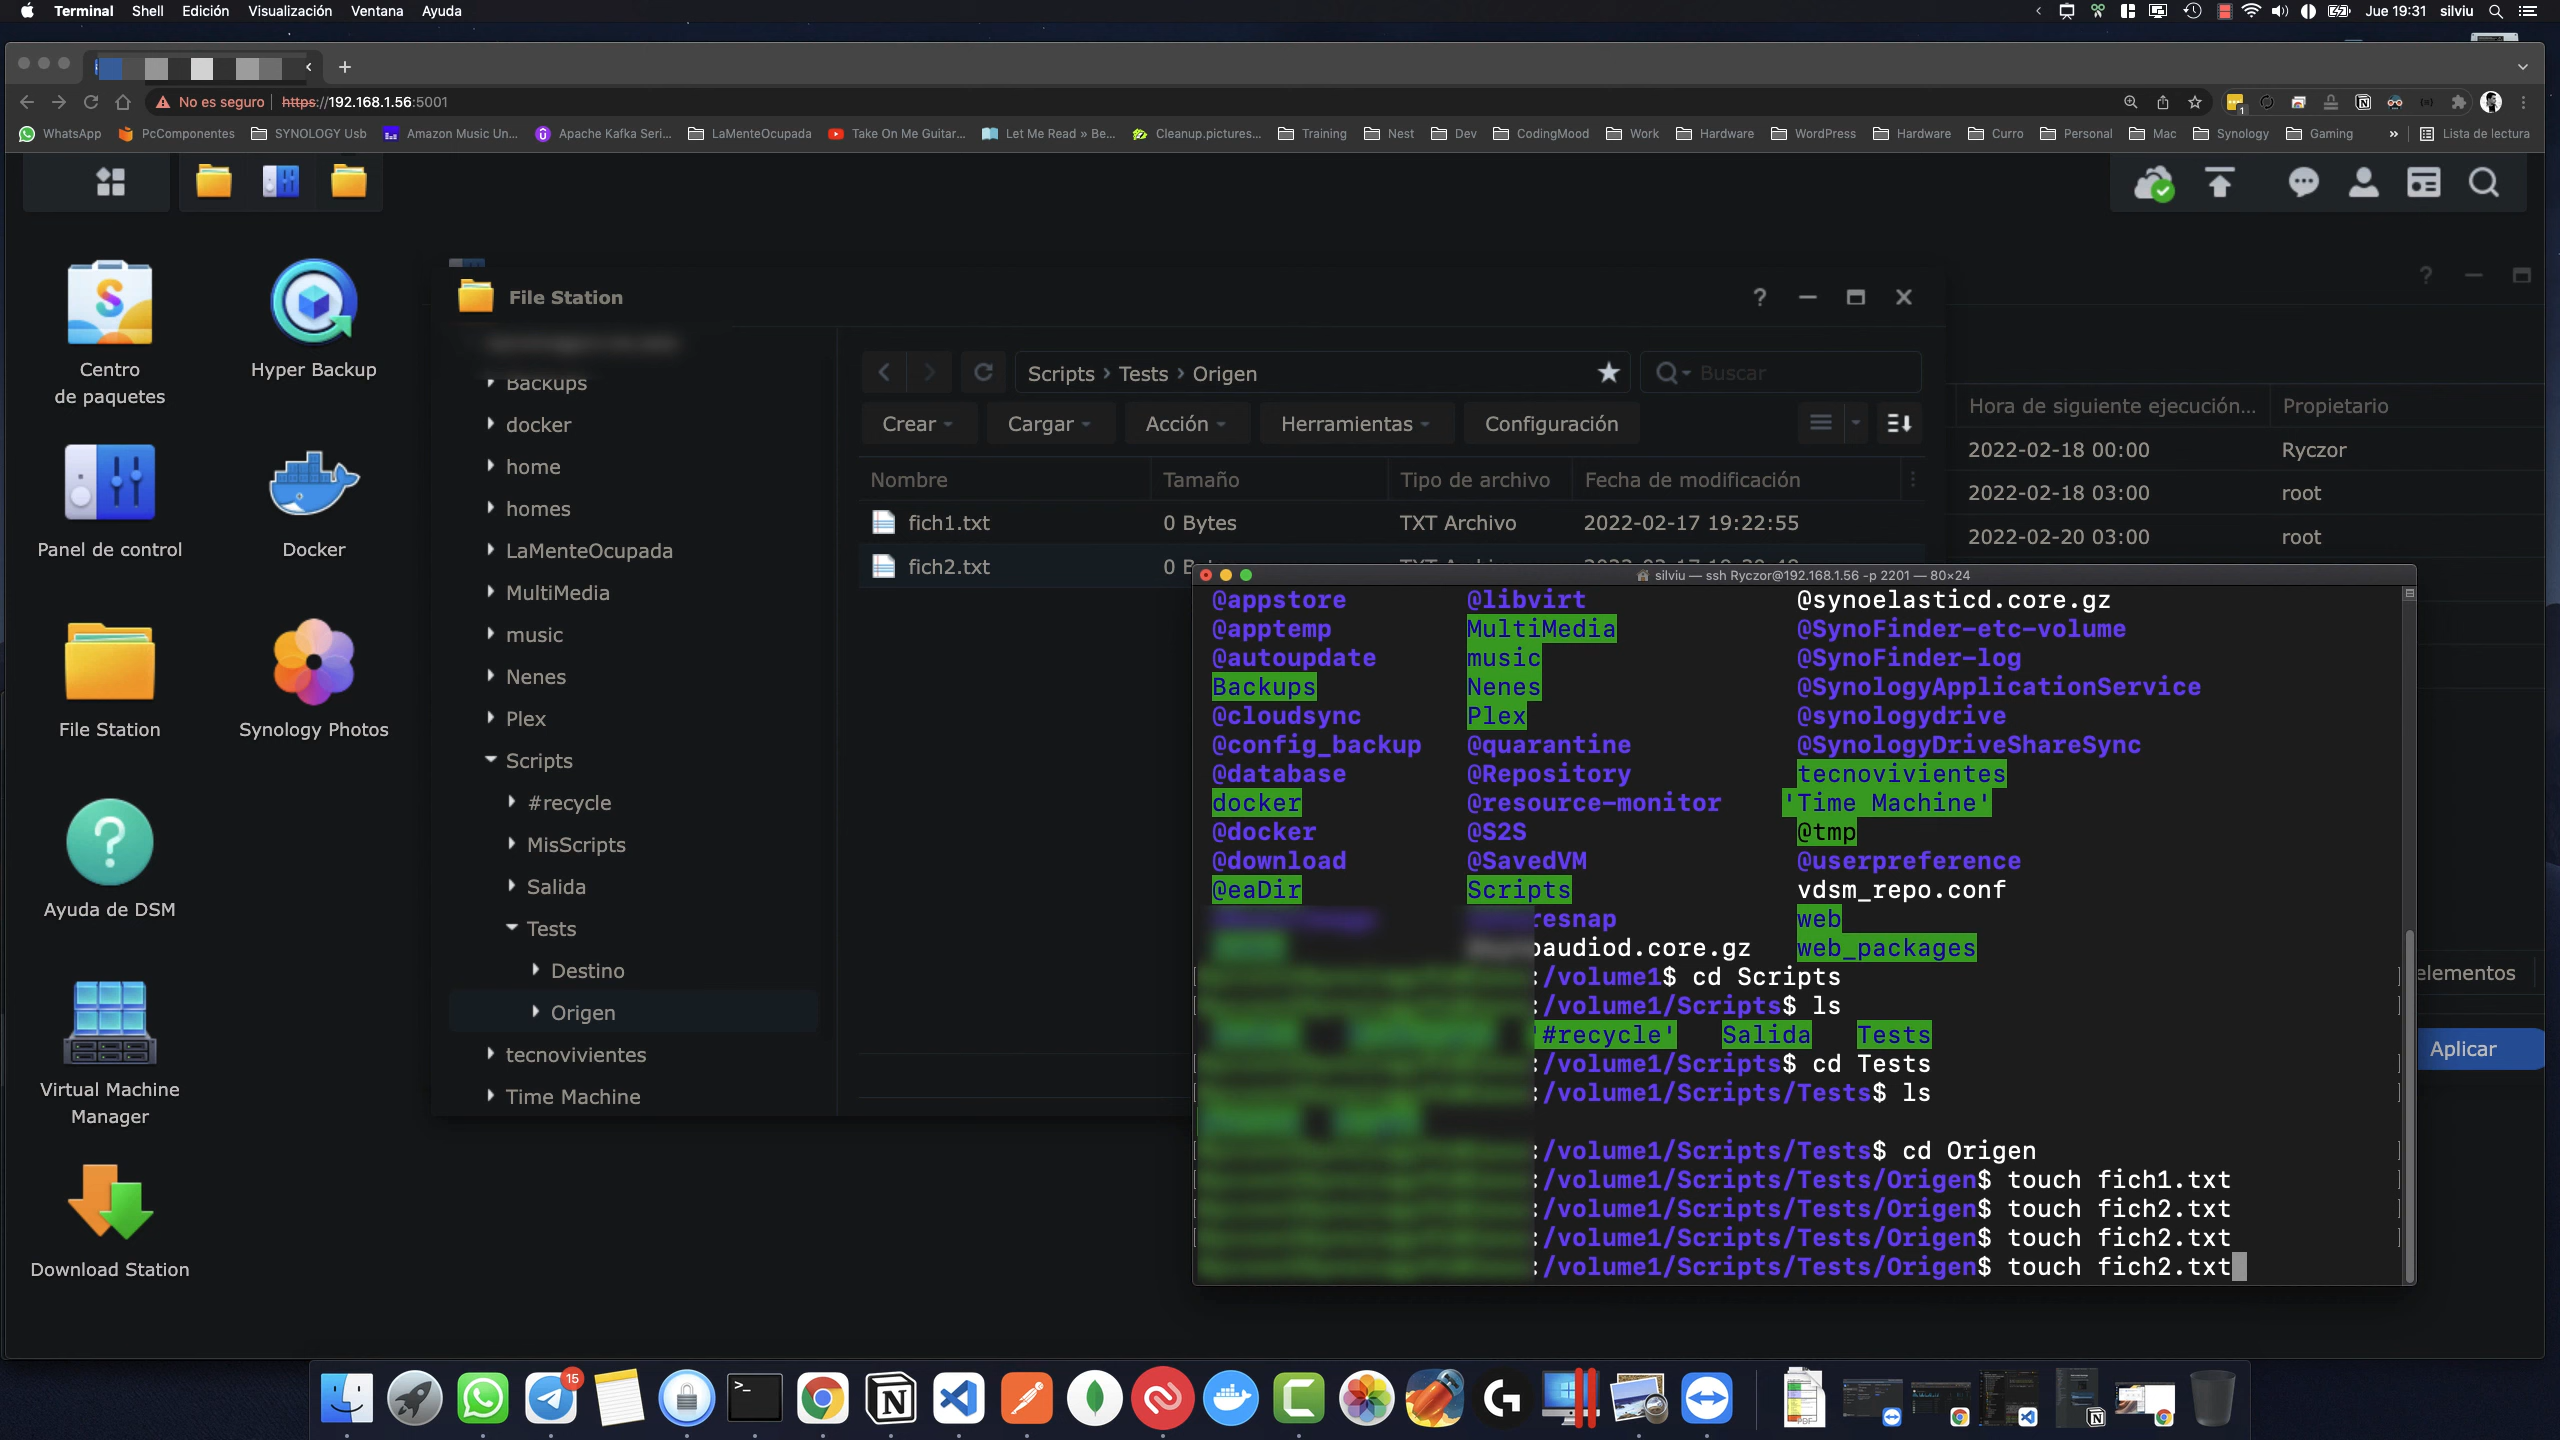 Terminal Shell Edición Visualización Ventana Ayuda
Jue 19:31 silviu
No es seguro https://192.168.1.56:5001
1
WhatsApp PcComponentes SYNOLOGY Usb Amazon Music Un... Apache Kafka Seri... LaMenteOcupada Take On Me Guitar... Let Me Read » Be... Cleanup.pictures... Training Nest Dev CodingMood Work Hardware WordPress Hardware Curro Personal Mac Synology Gaming » Lista de lectura
Centro
de paquetes
Hyper Backup
Panel de control
Docker
File Station
Synology Photos
Ayuda de DSM
Virtual Machine
Manager
Download Station
File Station
Backups
docker
home
homes
LaMenteOcupada
MultiMedia
music
Nenes
Plex
Scripts
#recycle
MisScripts
Salida
Tests
Destino
Origen
tecnovivientes
Time Machine
Scripts › Tests › Origen
Buscar
Crear Cargar Acción Herramientas Configuración
Nombre Tamaño Tipo de archivo Fecha de modificación
fich1.txt 0 Bytes TXT Archivo 2022-02-17 19:22:55
fich2.txt
Hora de siguiente ejecución... Propietario
2022-02-18 00:00 Ryczor
2022-02-18 03:00 root
2022-02-20 03:00 root
elementos
Aplicar
silviu — ssh Ryczor@192.168.1.56 -p 2201 — 80×24
@appstore @libvirt @synoelasticd.core.gz
@apptemp MultiMedia @SynoFinder-etc-volume
@autoupdate music @SynoFinder-log
Backups Nenes @SynologyApplicationService
@cloudsync Plex @synologydrive
@config_backup @quarantine @SynologyDriveShareSync
@database @Repository tecnovivientes
docker @resource-monitor 'Time Machine'
@docker @S2S @tmp
@download @SavedVM @userpreference
@eaDir Scripts vdsm_repo.conf
resnap web
audiod.core.gz web_packages
:/volume1$ cd Scripts
:/volume1/Scripts$ ls
'#recycle' Salida Tests
:/volume1/Scripts$ cd Tests
:/volume1/Scripts/Tests$ ls
:/volume1/Scripts/Tests$ cd Origen
:/volume1/Scripts/Tests/Origen$ touch fich1.txt
:/volume1/Scripts/Tests/Origen$ touch fich2.txt
:/volume1/Scripts/Tests/Origen$ touch fich2.txt
:/volume1/Scripts/Tests/Origen$ touch fich2.txt
15